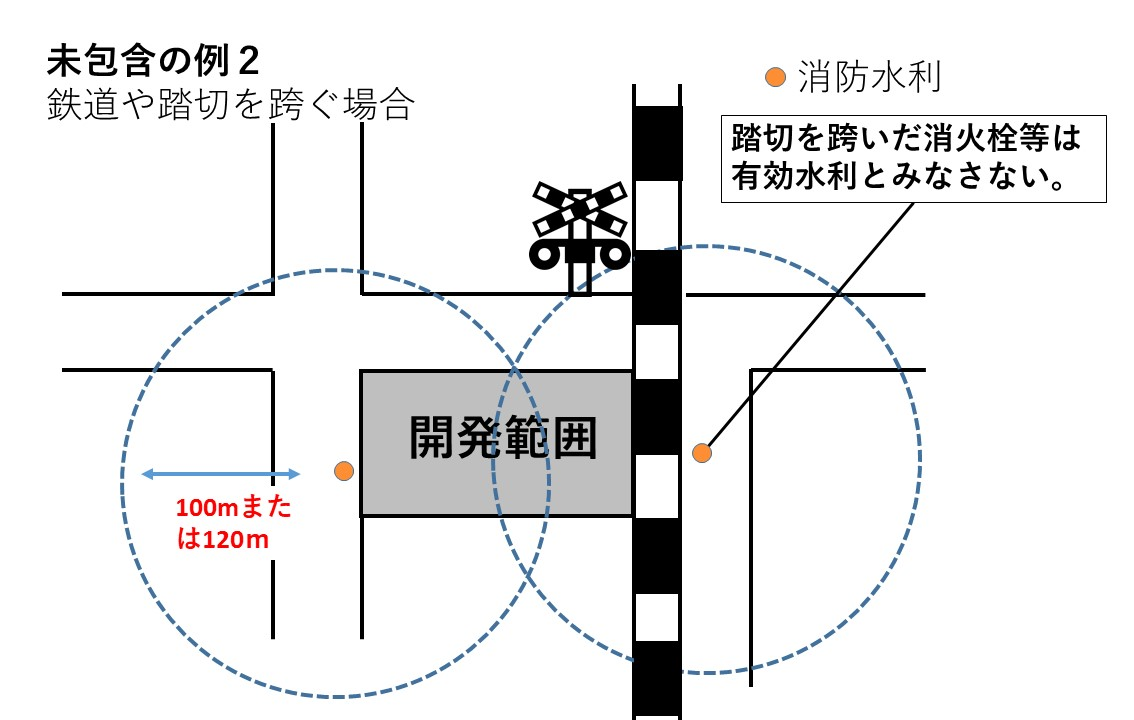 未包含の例２
鉄道や踏切を跨ぐ場合
消防水利
踏切を跨いだ消火栓等は
有効水利とみなさない。
開発範囲
100mまた
は120m